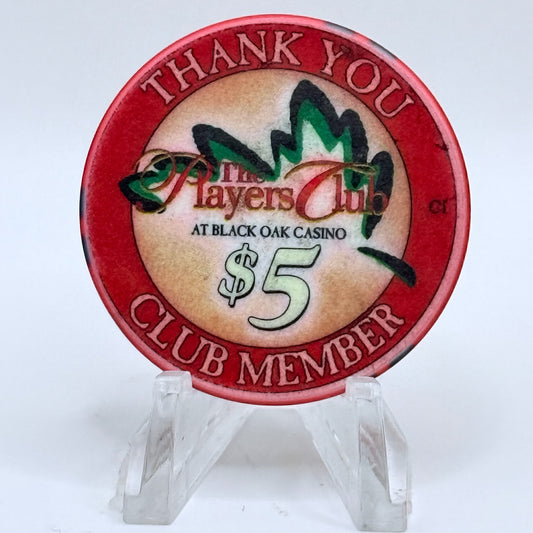 THANK YOU
The
Players Club
AT BLACK OAK CASINO
$5
CLUB MEMBER